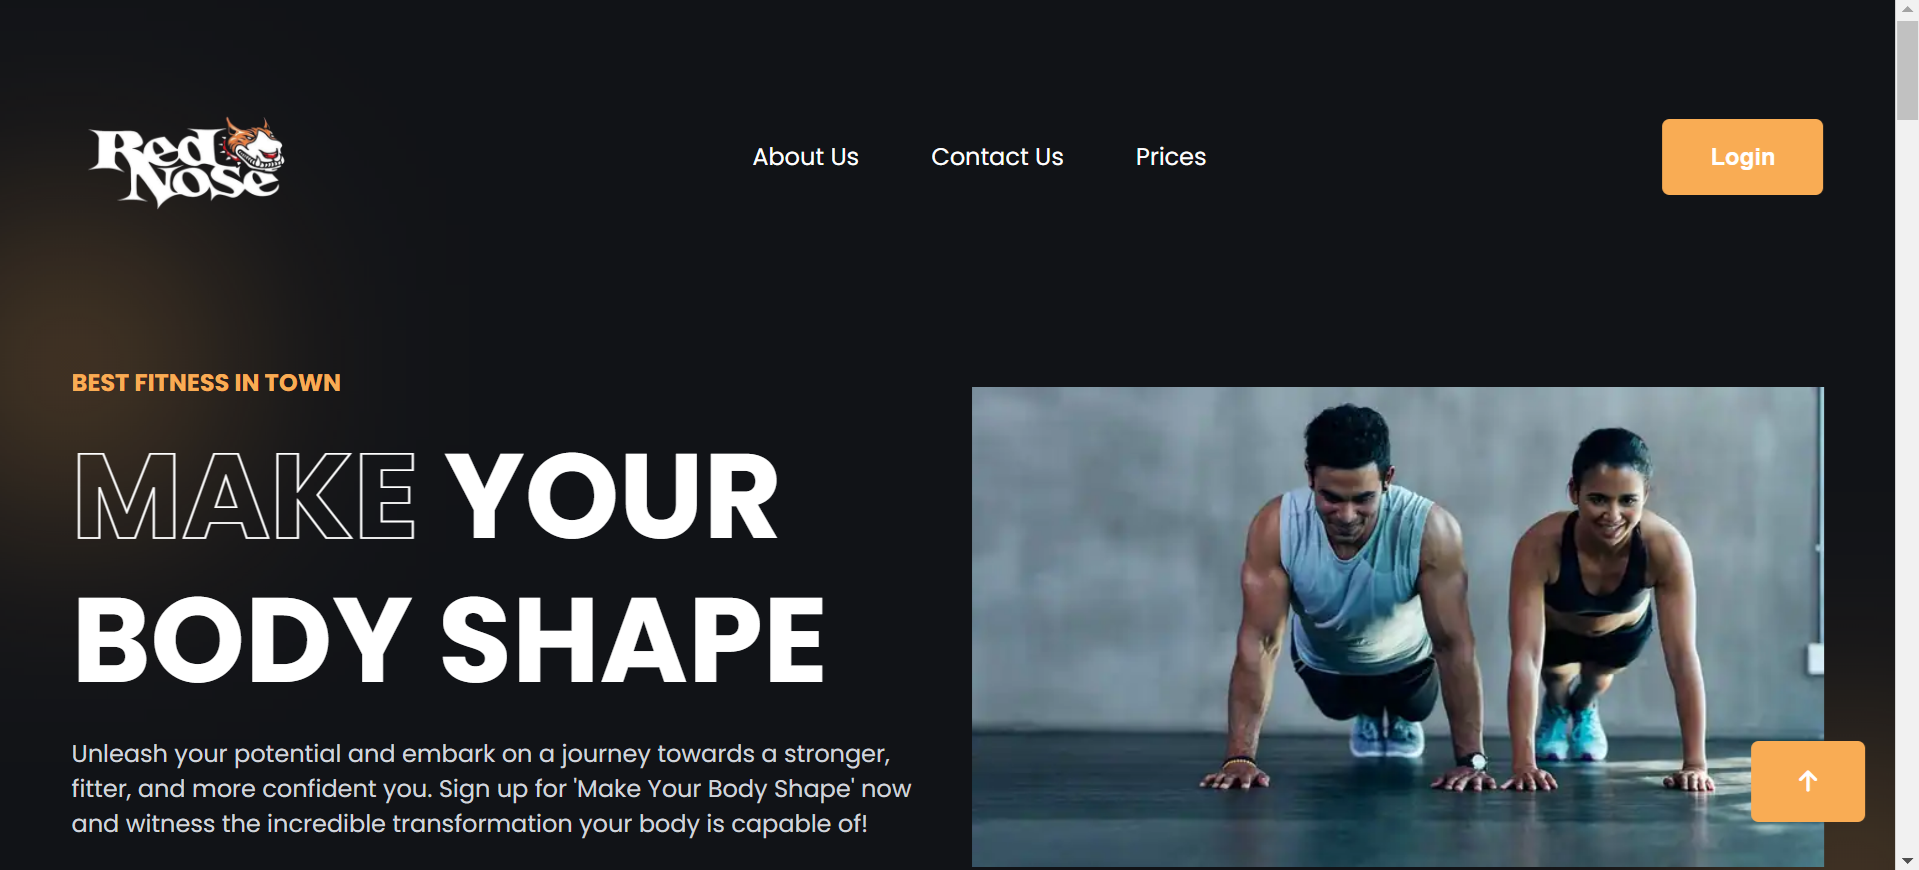 Red
Nose
About Us
Contact Us
Prices
Login
BEST FITNESS IN TOWN
MAKE YOUR
BODY SHAPE
Unleash your potential and embark on a journey towards a stronger,
fitter, and more confident you. Sign up for 'Make Your Body Shape' now
and witness the incredible transformation your body is capable of!